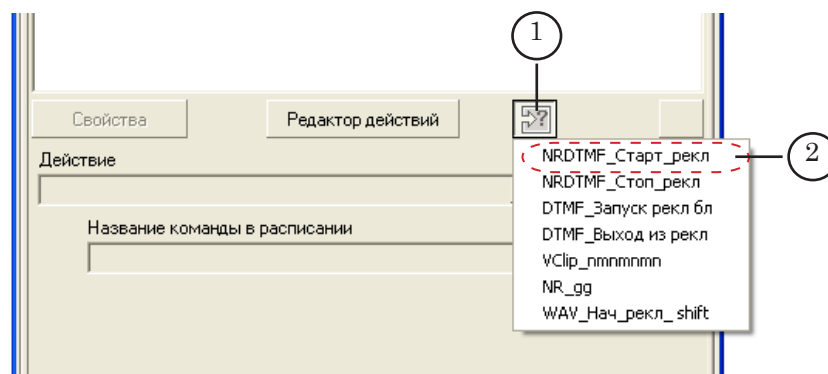 1
Свойства
Редактор действий
Действие
NRDTMF_Старт_рекл
2
NRDTMF_Стоп_рекл
DTMF_Запуск рекл бл
Название команды в расписании
DTMF_Выход из рекл
VClip_nmnmnmn
NR_gg
WAV_Нач_рекл_ shift